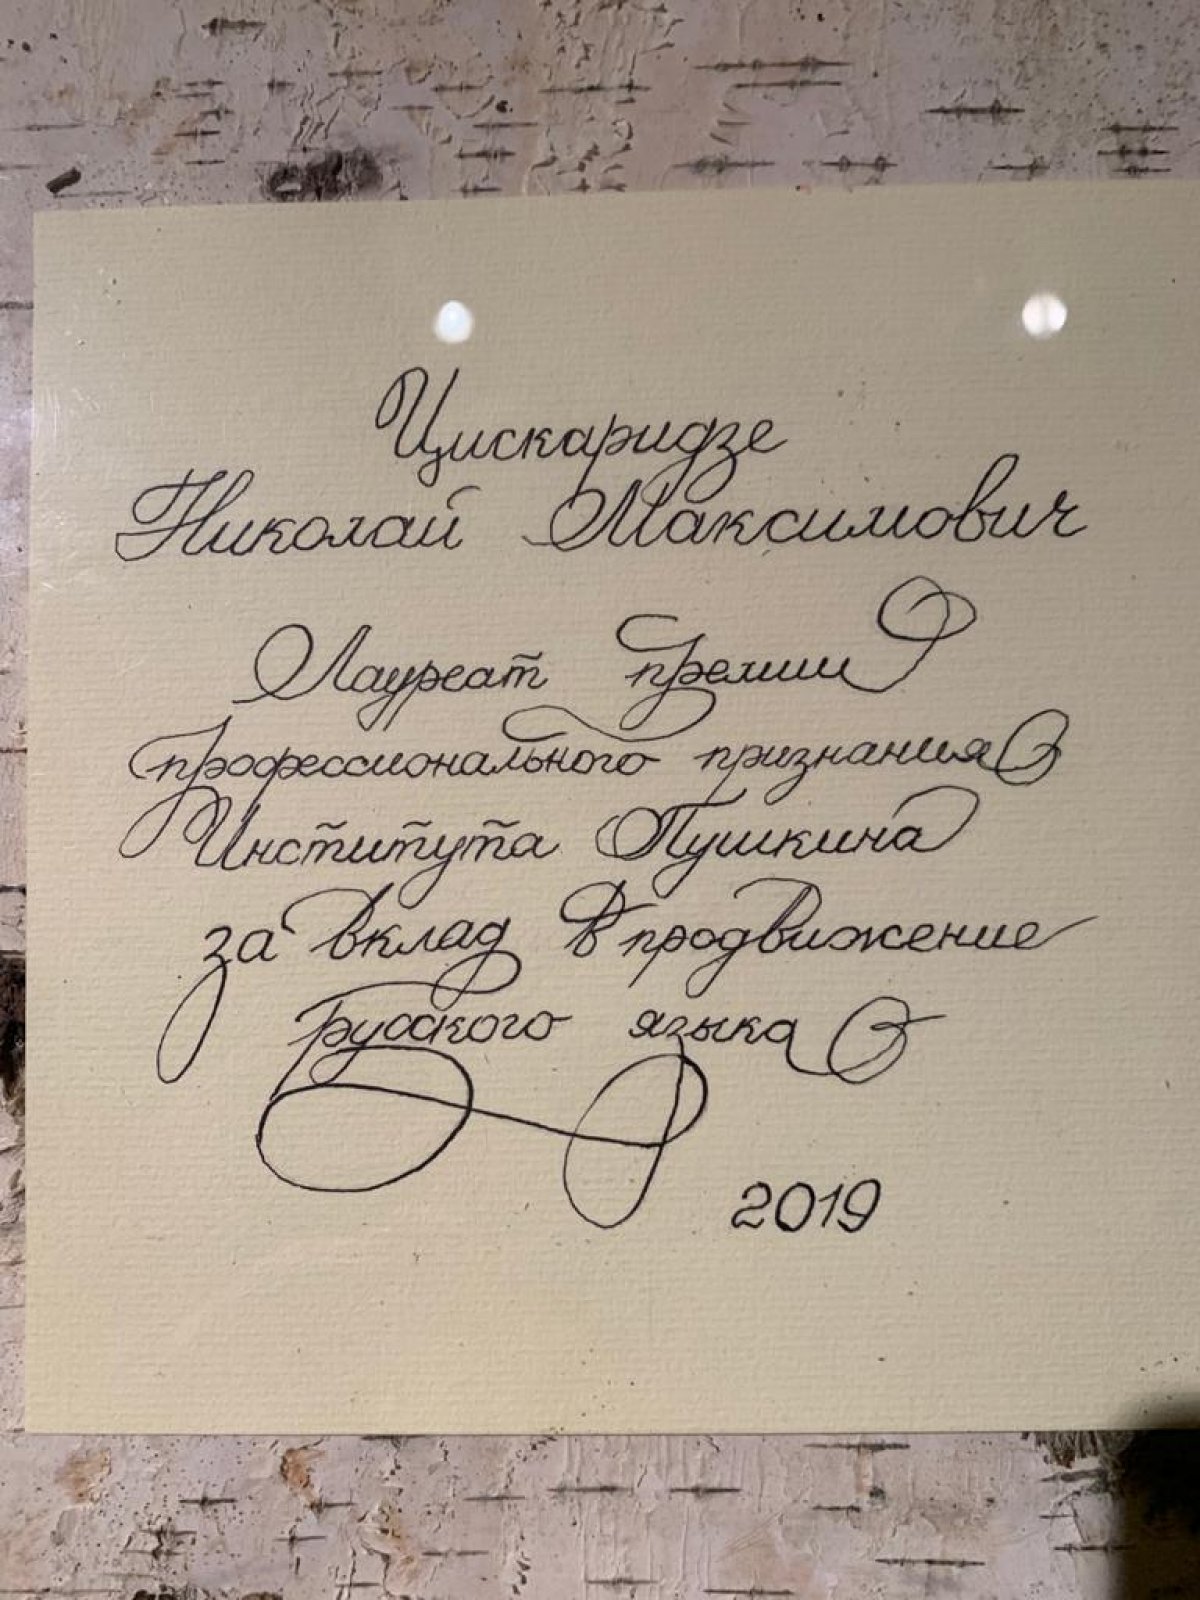 Цискаридзе
Николай Максимович
Лауреат премии
профессионального признания
Института Пушкина
за вклад в продвижение
русского языка
2019